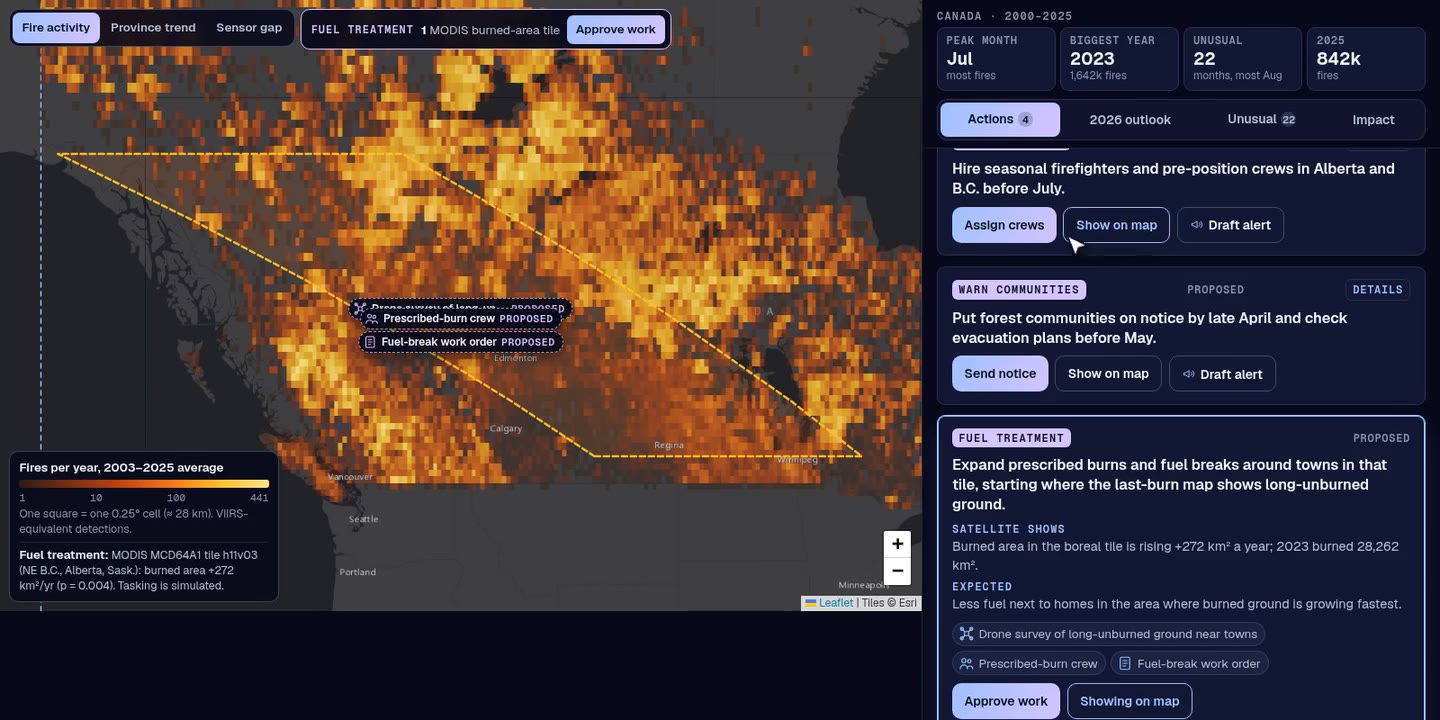 Fire activity
Province trend
Sensor gap
FUEL TREATMENT 1 MODIS burned-area tile
Approve work
Drone survey of long-un... PROPOSED
Prescribed-burn crew PROPOSED
Fuel-break work order PROPOSED
D A
Edmonton
Calgary
Regina
Winnipeg
Vancouver
Seattle
Portland
Fires per year, 2003–2025 average
1 10 100 441
One square = one 0.25° cell (≈ 28 km). VIIRS-
equivalent detections.
Fuel treatment: MODIS MCD64A1 tile h11v03
(NE B.C., Alberta, Sask.): burned area +272
km²/yr (p = 0.004). Tasking is simulated.
+
−
Minneapolis
Leaflet | Tiles © Esri
CANADA · 2000–2025
PEAK MONTH
Jul
most fires
BIGGEST YEAR
2023
1,642k fires
UNUSUAL
22
months, most Aug
2025
842k
fires
Actions 4
2026 outlook
Unusual 22
Impact
Hire seasonal firefighters and pre-position crews in Alberta and
B.C. before July.
Assign crews
Show on map
Draft alert
WARN COMMUNITIES
PROPOSED
DETAILS
Put forest communities on notice by late April and check
evacuation plans before May.
Send notice
Show on map
Draft alert
FUEL TREATMENT
PROPOSED
Expand prescribed burns and fuel breaks around towns in that
tile, starting where the last-burn map shows long-unburned
ground.
SATELLITE SHOWS
Burned area in the boreal tile is rising +272 km² a year; 2023 burned 28,262
km².
EXPECTED
Less fuel next to homes in the area where burned ground is growing fastest.
Drone survey of long-unburned ground near towns
Prescribed-burn crew
Fuel-break work order
Approve work
Showing on map